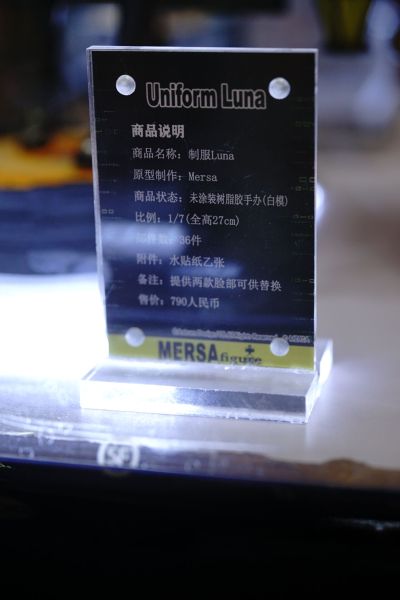 Uniform Luna
商品说明
商品名称：制服Luna
原型制作：Mersa
商品状态：未涂装树脂胶手办(白模)
比例：1/7(全高27cm)
部件数：36件
附件：水贴纸乙张
备注：提供两款脸部可供替换
售价：790人民币
MERSA+figure